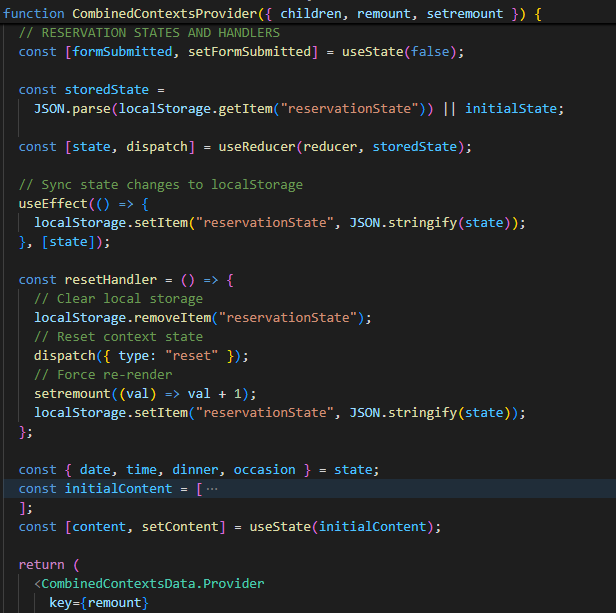 function CombinedContextsProvider({ children, remount, setremount }) {
// RESERVATION STATES AND HANDLERS
const [formSubmitted, setFormSubmitted] = useState(false);
const storedState =
JSON.parse(localStorage.getItem("reservationState")) || initialState;
const [state, dispatch] = useReducer(reducer, storedState);
// Sync state changes to localStorage
useEffect(() => {
localStorage.setItem("reservationState", JSON.stringify(state));
}, [state]);
const resetHandler = () => {
// Clear local storage
localStorage.removeItem("reservationState");
// Reset context state
dispatch({ type: "reset" });
// Force re-render
setremount((val) => val + 1);
localStorage.setItem("reservationState", JSON.stringify(state));
};
const { date, time, dinner, occasion } = state;
const initialContent = [ ···
];
const [content, setContent] = useState(initialContent);
return (
<CombinedContextsData.Provider
key={remount}